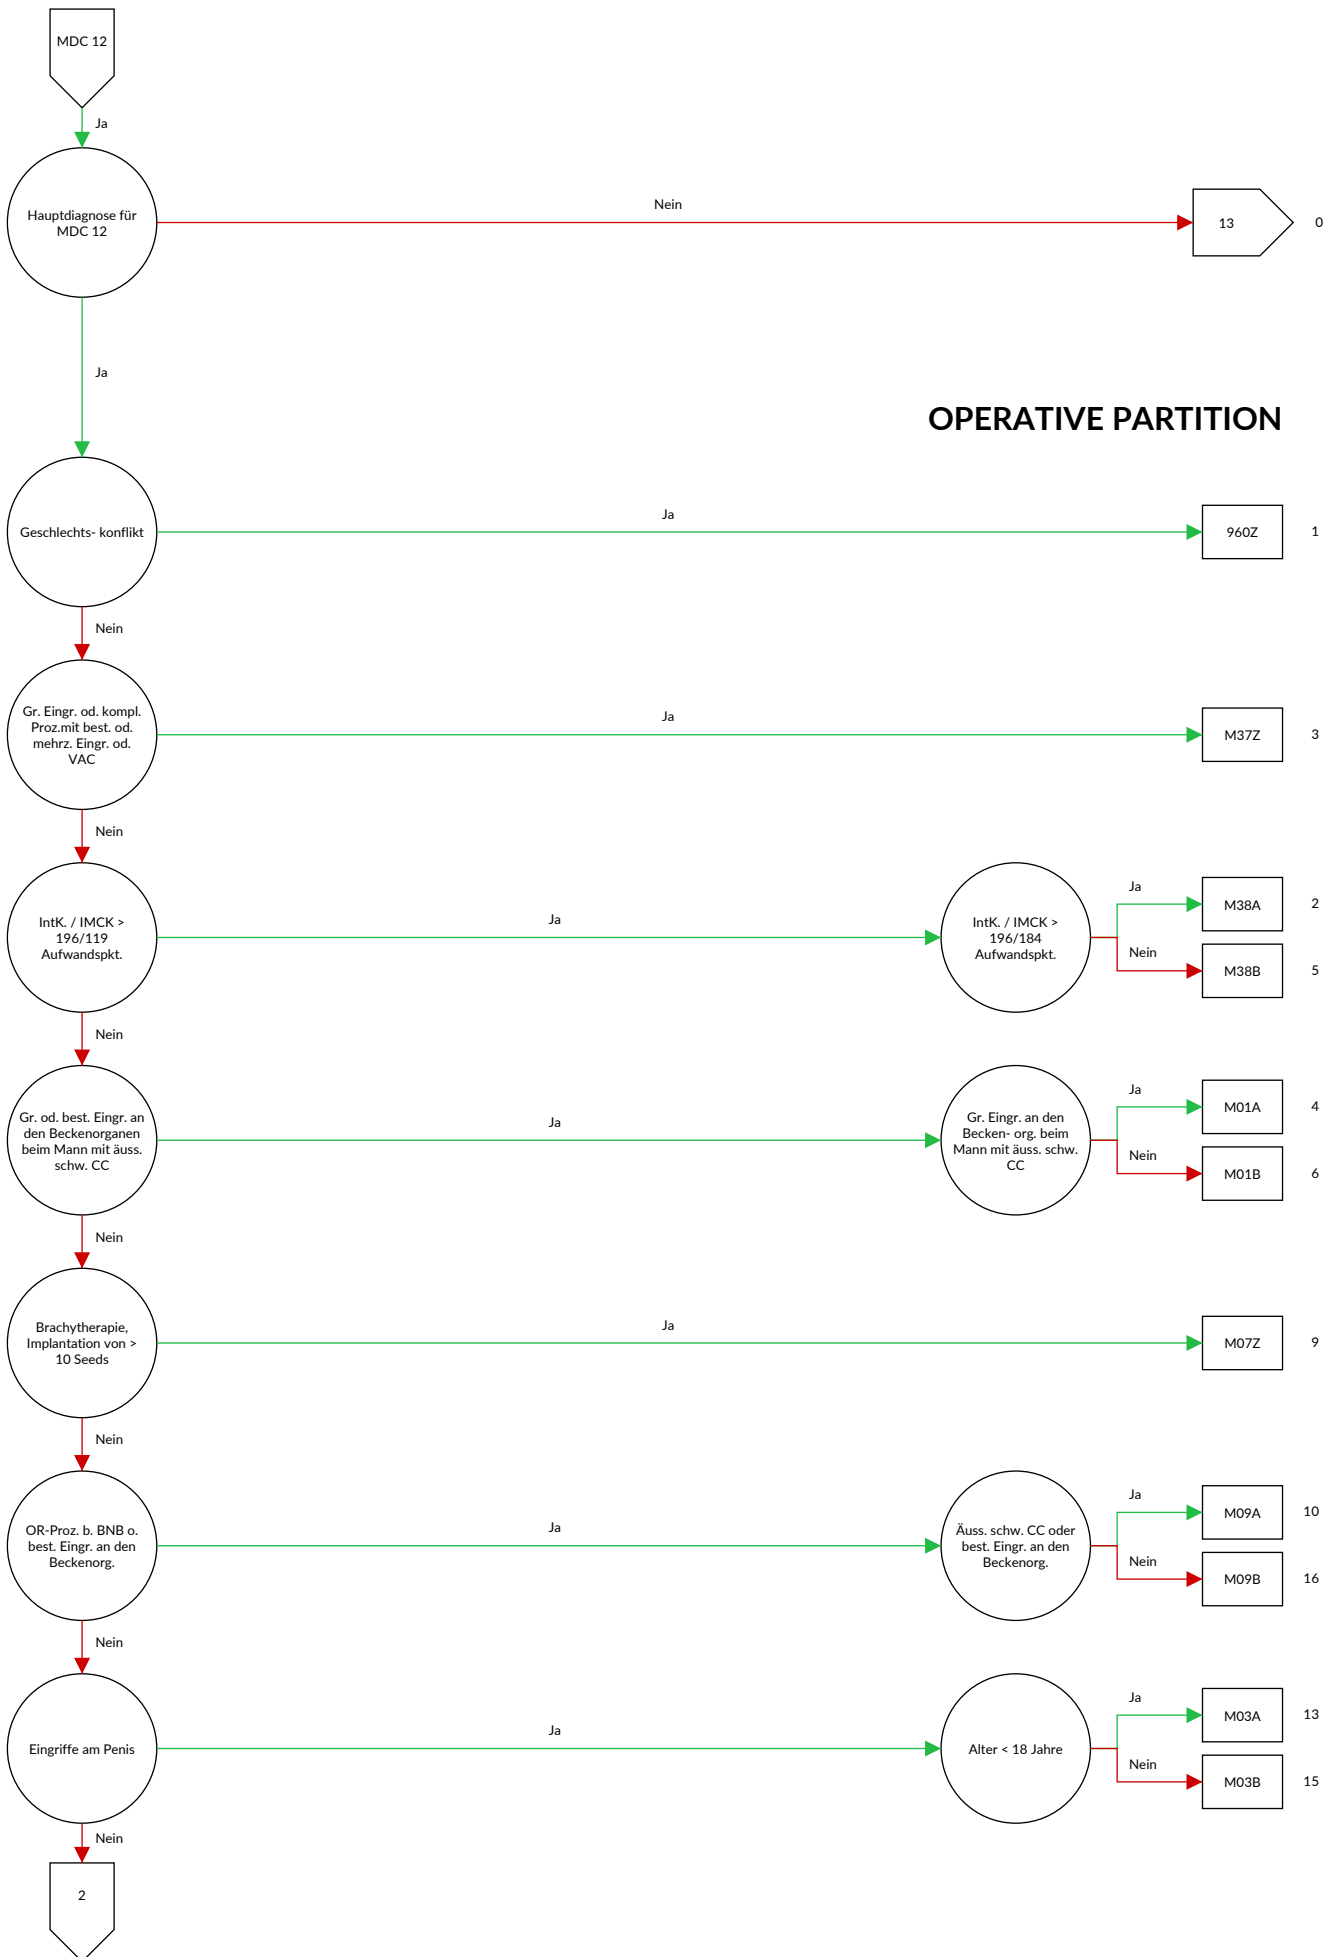 MDC 12
Ja
Hauptdiagnose für
MDC 12
Nein
13
0
Ja
OPERATIVE PARTITION
Geschlechts- konflikt
Ja
960Z
1
Nein
Gr. Eingr. od. kompl.
Proz.mit best. od.
mehrz. Eingr. od.
VAC
Ja
M37Z
3
Nein
IntK. / IMCK >
196/119
Aufwandspkt.
Ja
IntK. / IMCK >
196/184
Aufwandspkt.
Ja
M38A
2
Nein
M38B
5
Nein
Gr. od. best. Eingr. an
den Beckenorganen
beim Mann mit äuss.
schw. CC
Ja
Gr. Eingr. an den
Becken- org. beim
Mann mit äuss. schw.
CC
Ja
M01A
4
Nein
M01B
6
Nein
Brachytherapie,
Implantation von >
10 Seeds
Ja
M07Z
9
Nein
OR-Proz. b. BNB o.
best. Eingr. an den
Beckenorg.
Ja
Äuss. schw. CC oder
best. Eingr. an den
Beckenorg.
Ja
M09A
10
Nein
M09B
16
Nein
Eingriffe am Penis
Ja
Alter < 18 Jahre
Ja
M03A
13
Nein
M03B
15
Nein
2